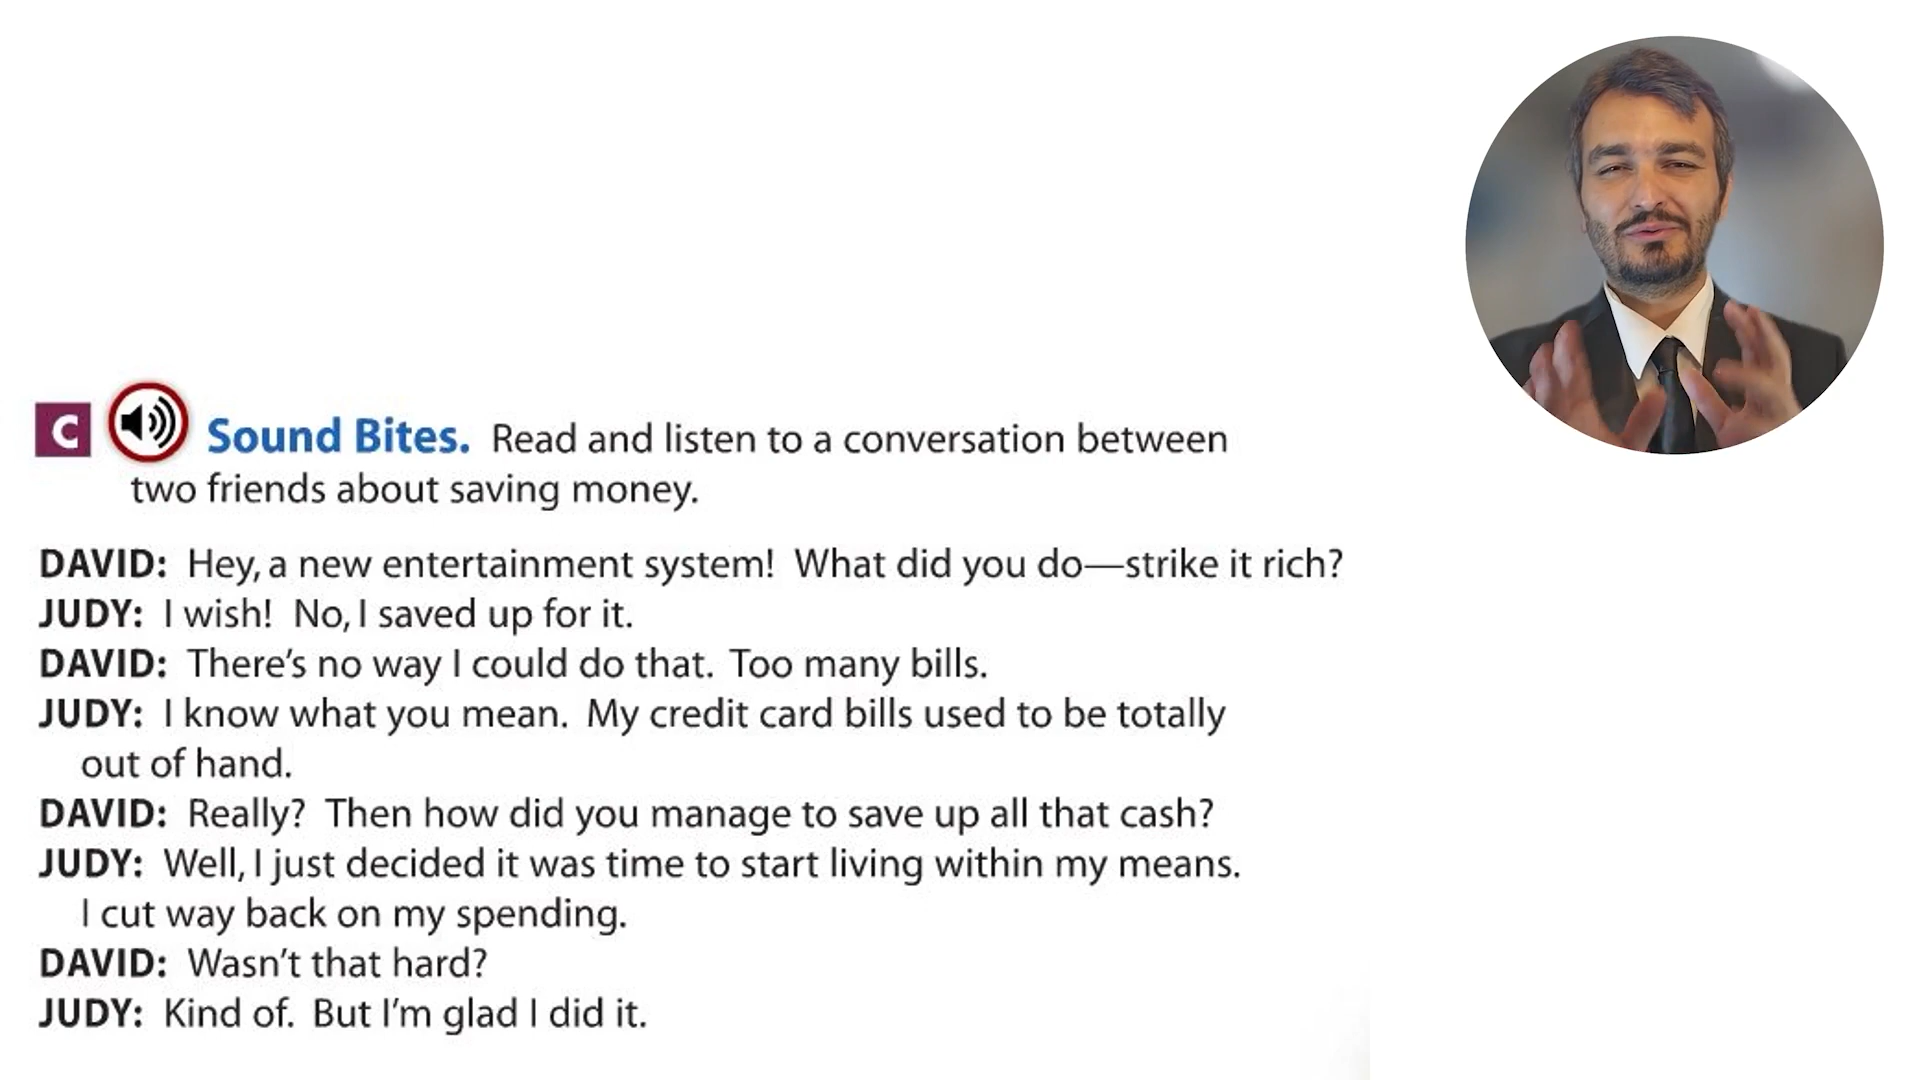 C Sound Bites. Read and listen to a conversation between
two friends about saving money.
DAVID: Hey, a new entertainment system! What did you do—strike it rich?
JUDY: I wish! No, I saved up for it.
DAVID: There's no way I could do that. Too many bills.
JUDY: I know what you mean. My credit card bills used to be totally
out of hand.
DAVID: Really? Then how did you manage to save up all that cash?
JUDY: Well, I just decided it was time to start living within my means.
I cut way back on my spending.
DAVID: Wasn't that hard?
JUDY: Kind of. But I'm glad I did it.